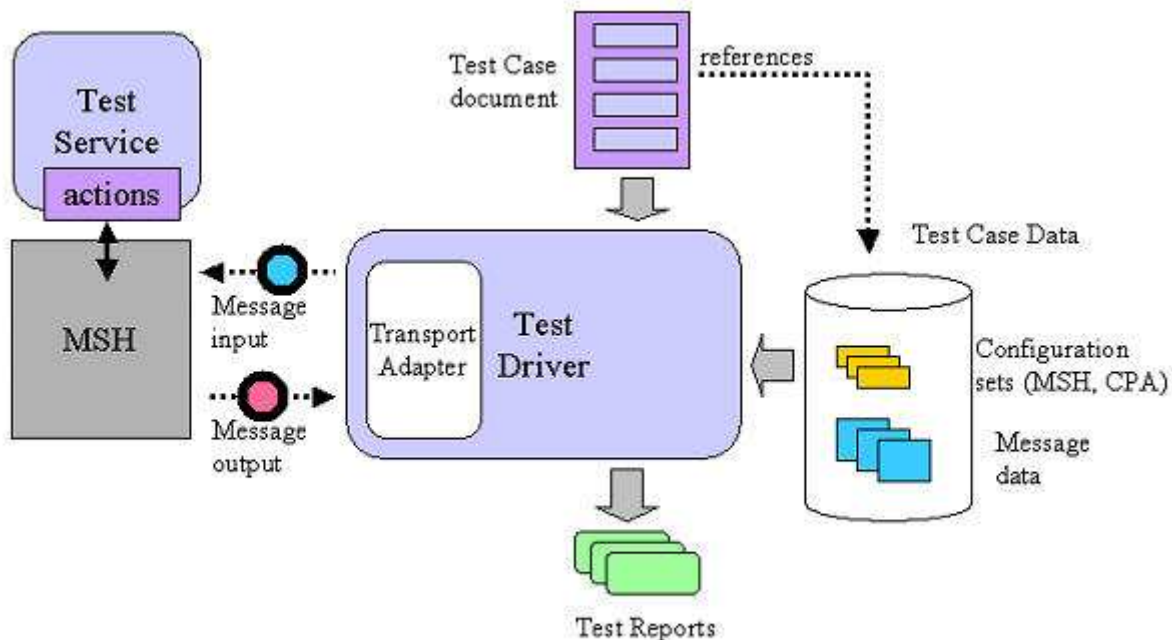 Test
Service
actions
MSH
Message
input
Message
output
Test Case
document
references
Transport
Adapter
Test
Driver
Test Case Data
Configuration
sets (MSH, CPA)
Message
data
Test Reports